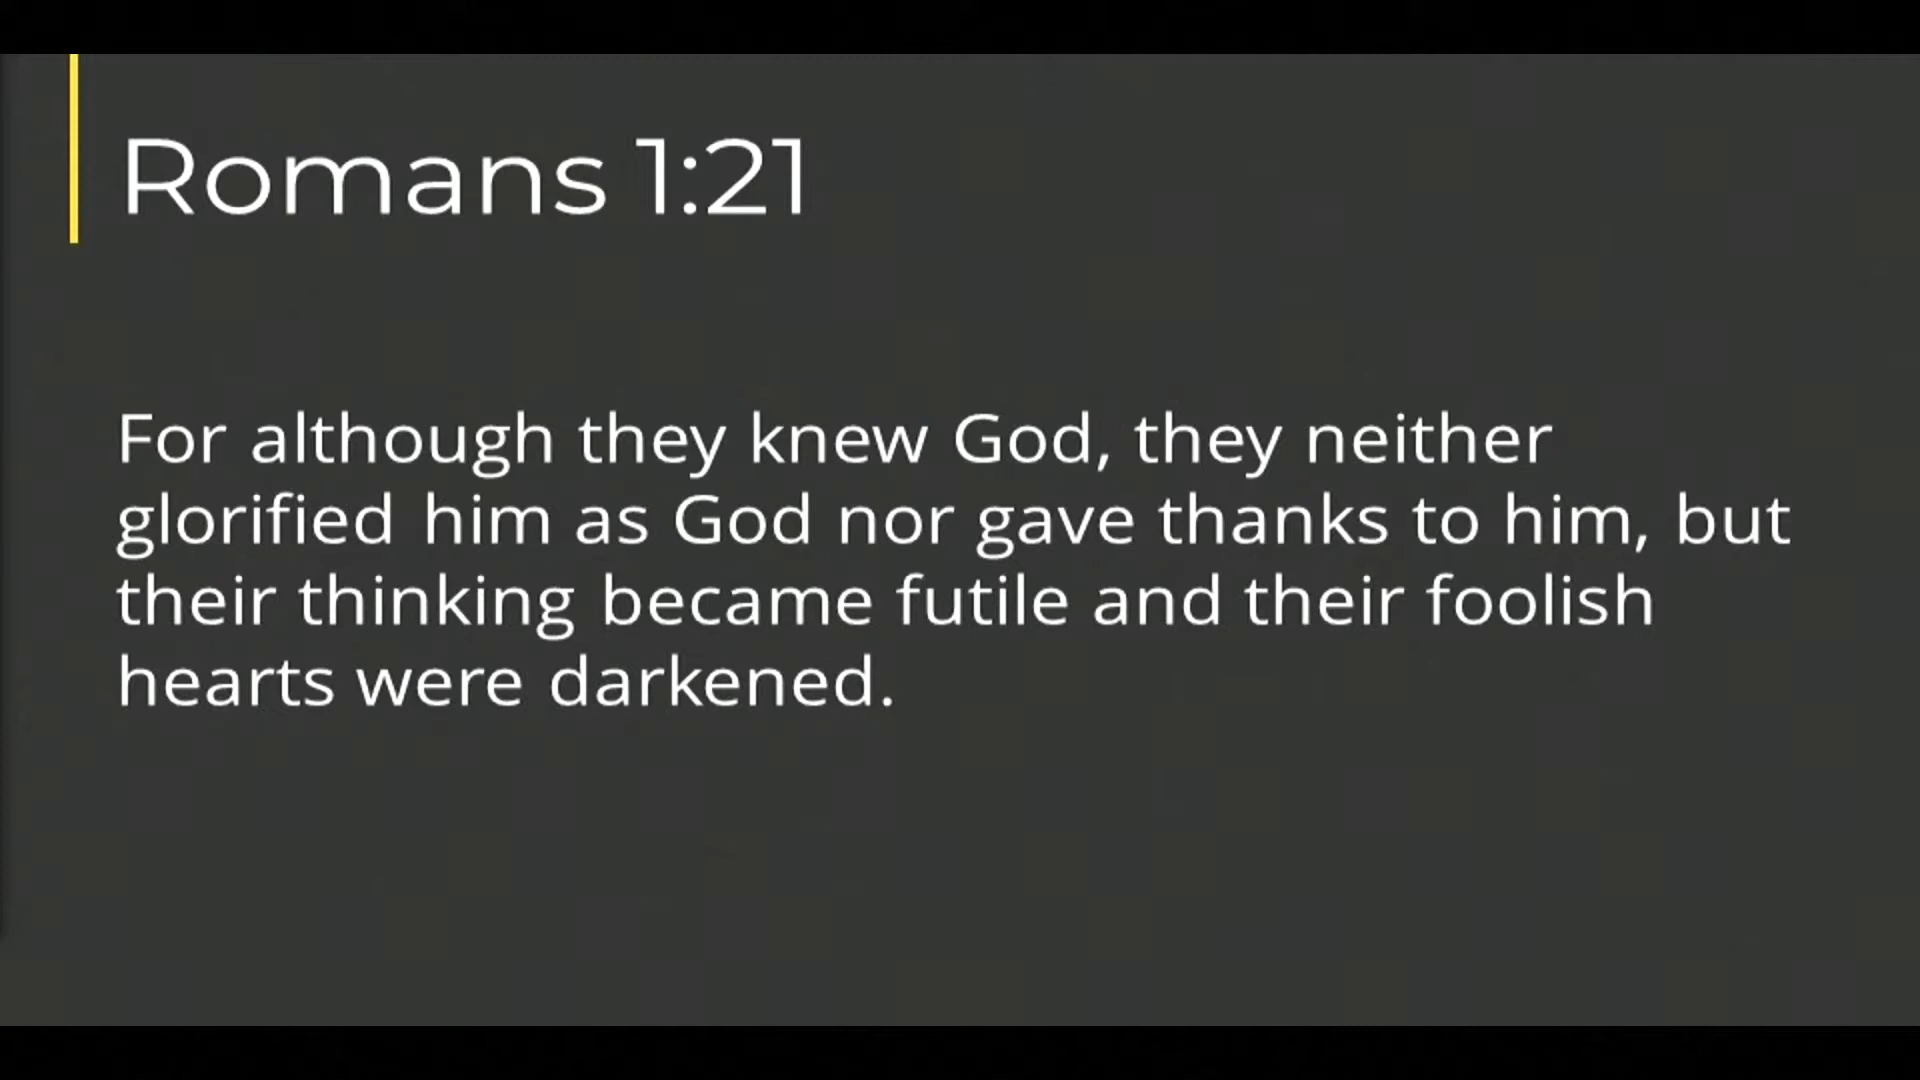 Romans 1:21
For although they knew God, they neither
glorified him as God nor gave thanks to him, but
their thinking became futile and their foolish
hearts were darkened.